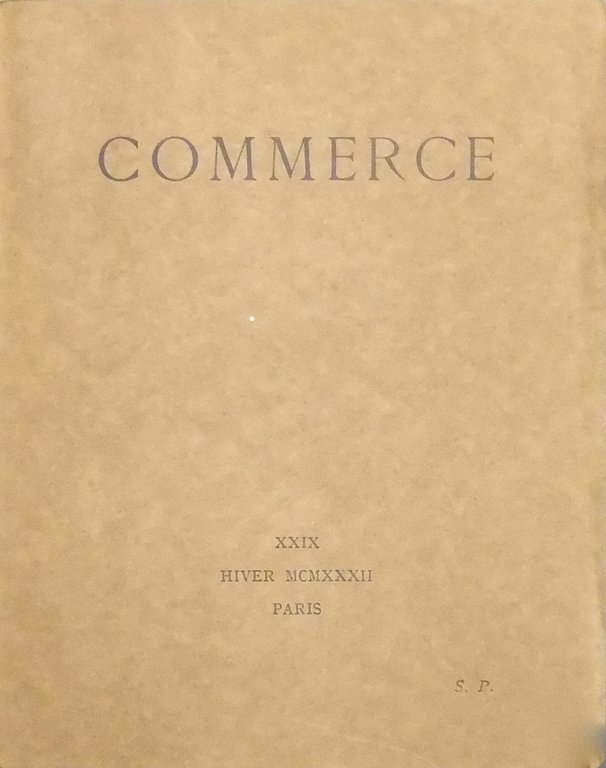 COMMERCE
XXIX
HIVER MCMXXXII
PARIS
S. P.